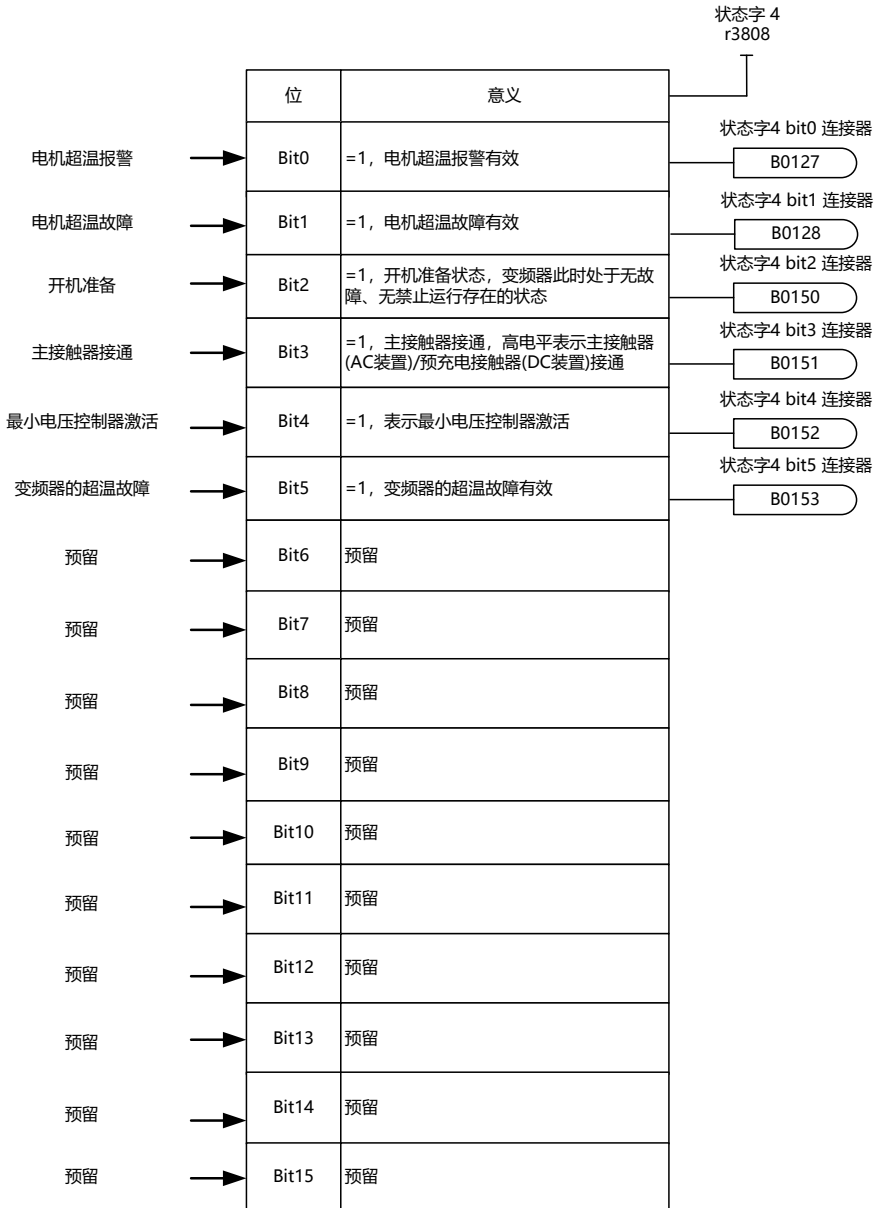 状态字 4
r3808
位 意义
状态字4 bit0 连接器
电机超温报警 Bit0 =1，电机超温报警有效 B0127
状态字4 bit1 连接器
电机超温故障 Bit1 =1，电机超温故障有效 B0128
状态字4 bit2 连接器
开机准备 Bit2 =1，开机准备状态，变频器此时处于无故
障、无禁止运行存在的状态 B0150
状态字4 bit3 连接器
主接触器接通 Bit3 =1，主接触器接通，高电平表示主接触器
(AC装置)/预充电接触器(DC装置)接通 B0151
状态字4 bit4 连接器
最小电压控制器激活 Bit4 =1，表示最小电压控制器激活 B0152
状态字4 bit5 连接器
变频器的超温故障 Bit5 =1，变频器的超温故障有效 B0153
预留 Bit6 预留
预留 Bit7 预留
预留 Bit8 预留
预留 Bit9 预留
预留 Bit10 预留
预留 Bit11 预留
预留 Bit12 预留
预留 Bit13 预留
预留 Bit14 预留
预留 Bit15 预留